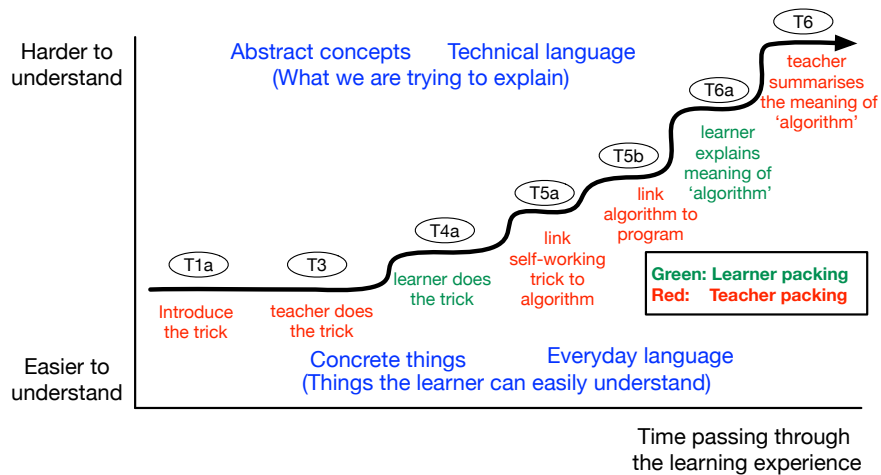 Harder to
understand
Abstract concepts
Technical language
(What we are trying to explain)
T6
teacher
summarises
the meaning of
‘algorithm’
T6a
learner
explains
meaning of
‘algorithm’
T5b
link
algorithm to
program
T5a
link
self-working
trick to
algorithm
T4a
learner does
the trick
T3
teacher does
the trick
T1a
Introduce
the trick
Green: Learner packing
Red: Teacher packing
Easier to
understand
Concrete things
Everyday language
(Things the learner can easily understand)
Time passing through
the learning experience